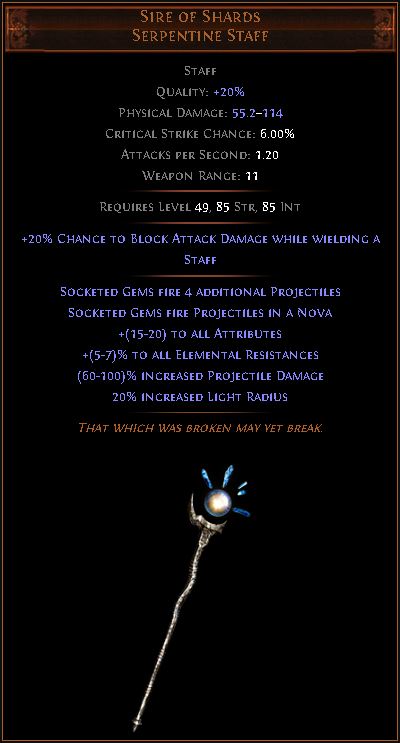 Sire of Shards
Serpentine Staff
Staff
Quality: +20%
Physical Damage: 55.2–114
Critical Strike Chance: 6.00%
Attacks per Second: 1.20
Weapon Range: 11
Requires Level 49, 85 Str, 85 Int
+20% Chance to Block Attack Damage while wielding a
Staff
Socketed Gems fire 4 additional Projectiles
Socketed Gems fire Projectiles in a Nova
+(15-20) to all Attributes
+(5-7)% to all Elemental Resistances
(60-100)% increased Projectile Damage
20% increased Light Radius
That which was broken may yet break.